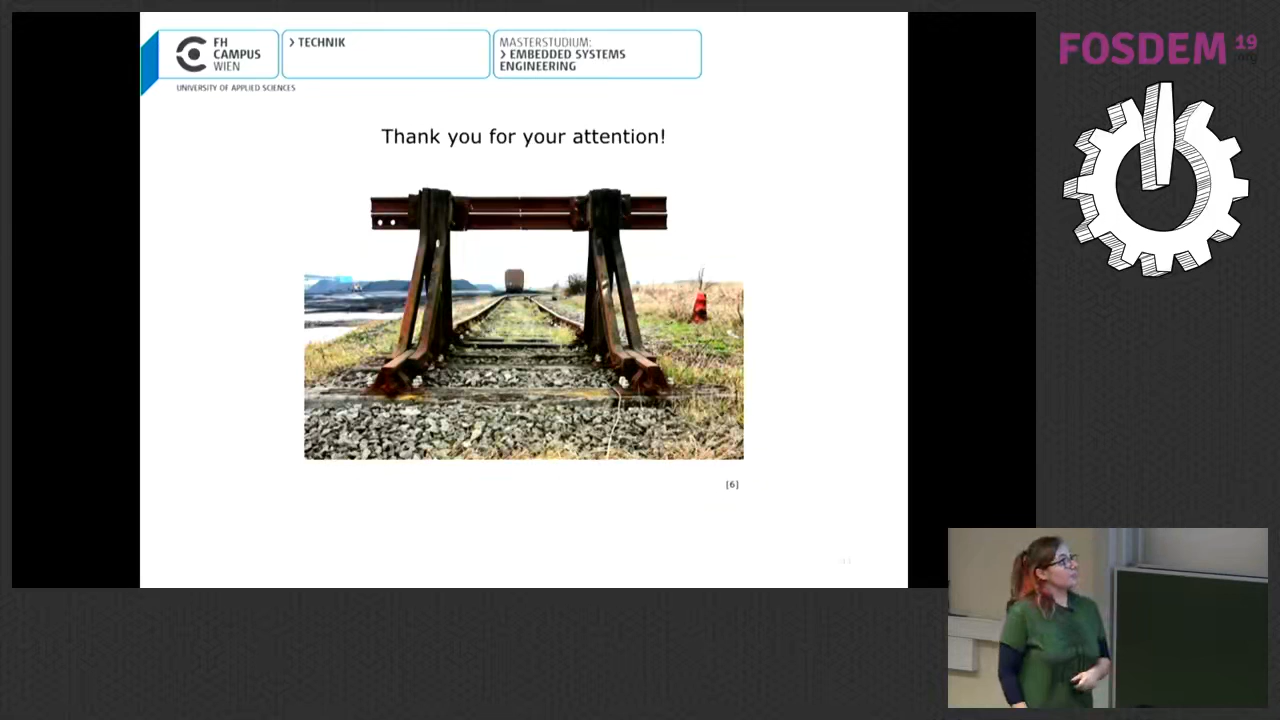 FH
CAMPUS
WIEN
> TECHNIK
MASTERSTUDIUM:
> EMBEDDED SYSTEMS
ENGINEERING
UNIVERSITY OF APPLIED SCIENCES
Thank you for your attention!
[6]
FOSDEM 19
.org